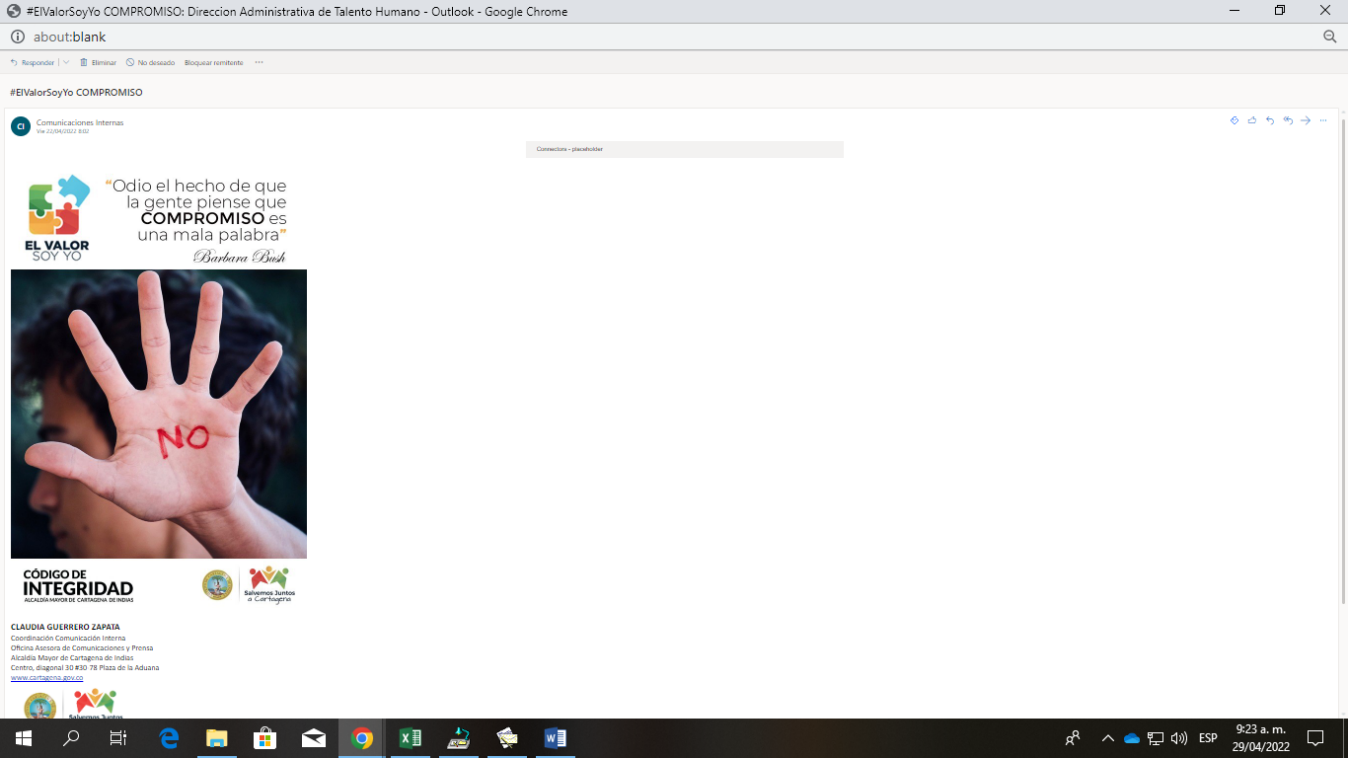 #ElValorSoyYo COMPROMISO: Direccion Administrativa de Talento Humano - Outlook - Google Chrome
about:blank
Responder Eliminar No deseado Bloquear remitente ...
#ElValorSoyYo COMPROMISO
CI
Comunicaciones Internas
Vie 22/04/2022 8:02
Connectors – placeholder
EL VALOR
SOY YO
“Odio el hecho de que
la gente piense que
COMPROMISO es
una mala palabra”
Barbara Bush
NO
CÓDIGO DE
INTEGRIDAD
ALCALDÍA MAYOR DE CARTAGENA DE INDIAS
Salvemos Juntos
a Cartagena
CLAUDIA GUERRERO ZAPATA
Coordinación Comunicación Interna
Oficina Asesora de Comunicaciones y Prensa
Alcaldía Mayor de Cartagena de Indias
Centro, diagonal 30 #30 78 Plaza de la Aduana
www.cartagena.gov.co
Salvemos Juntos
ESP
9:23 a. m.
29/04/2022